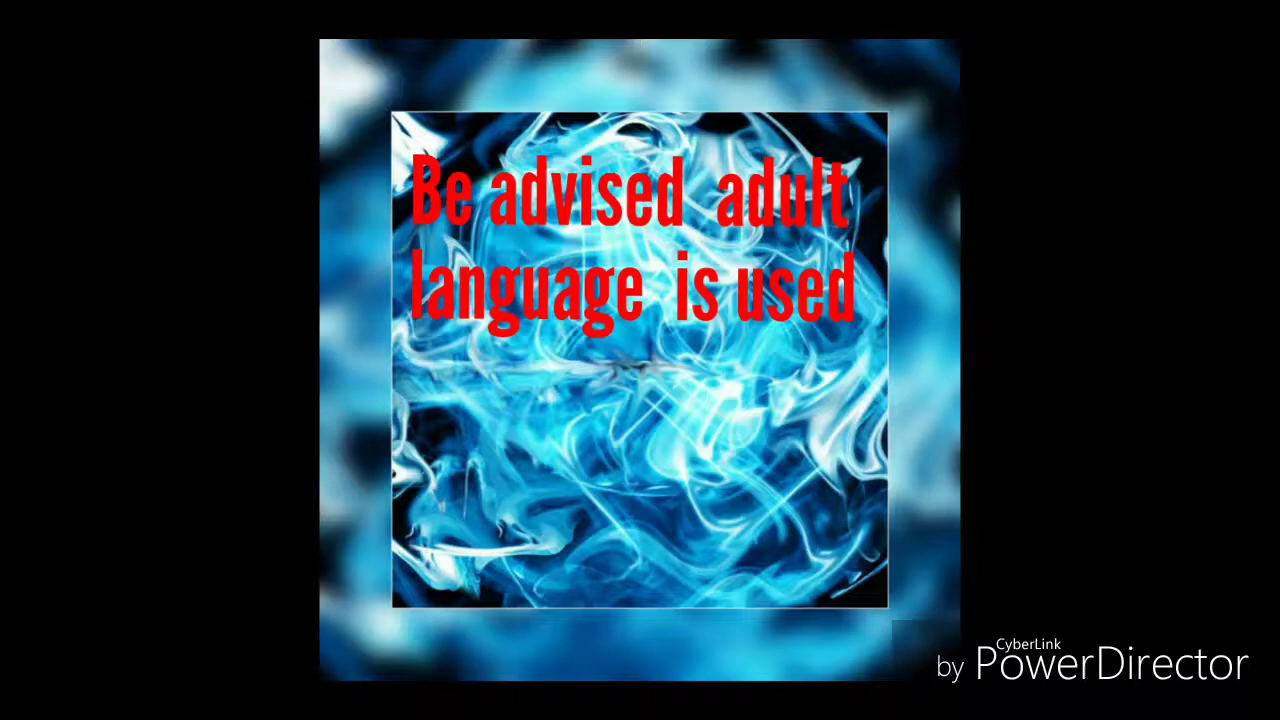 Be advised adult
language is used
CyberLink
by PowerDirector